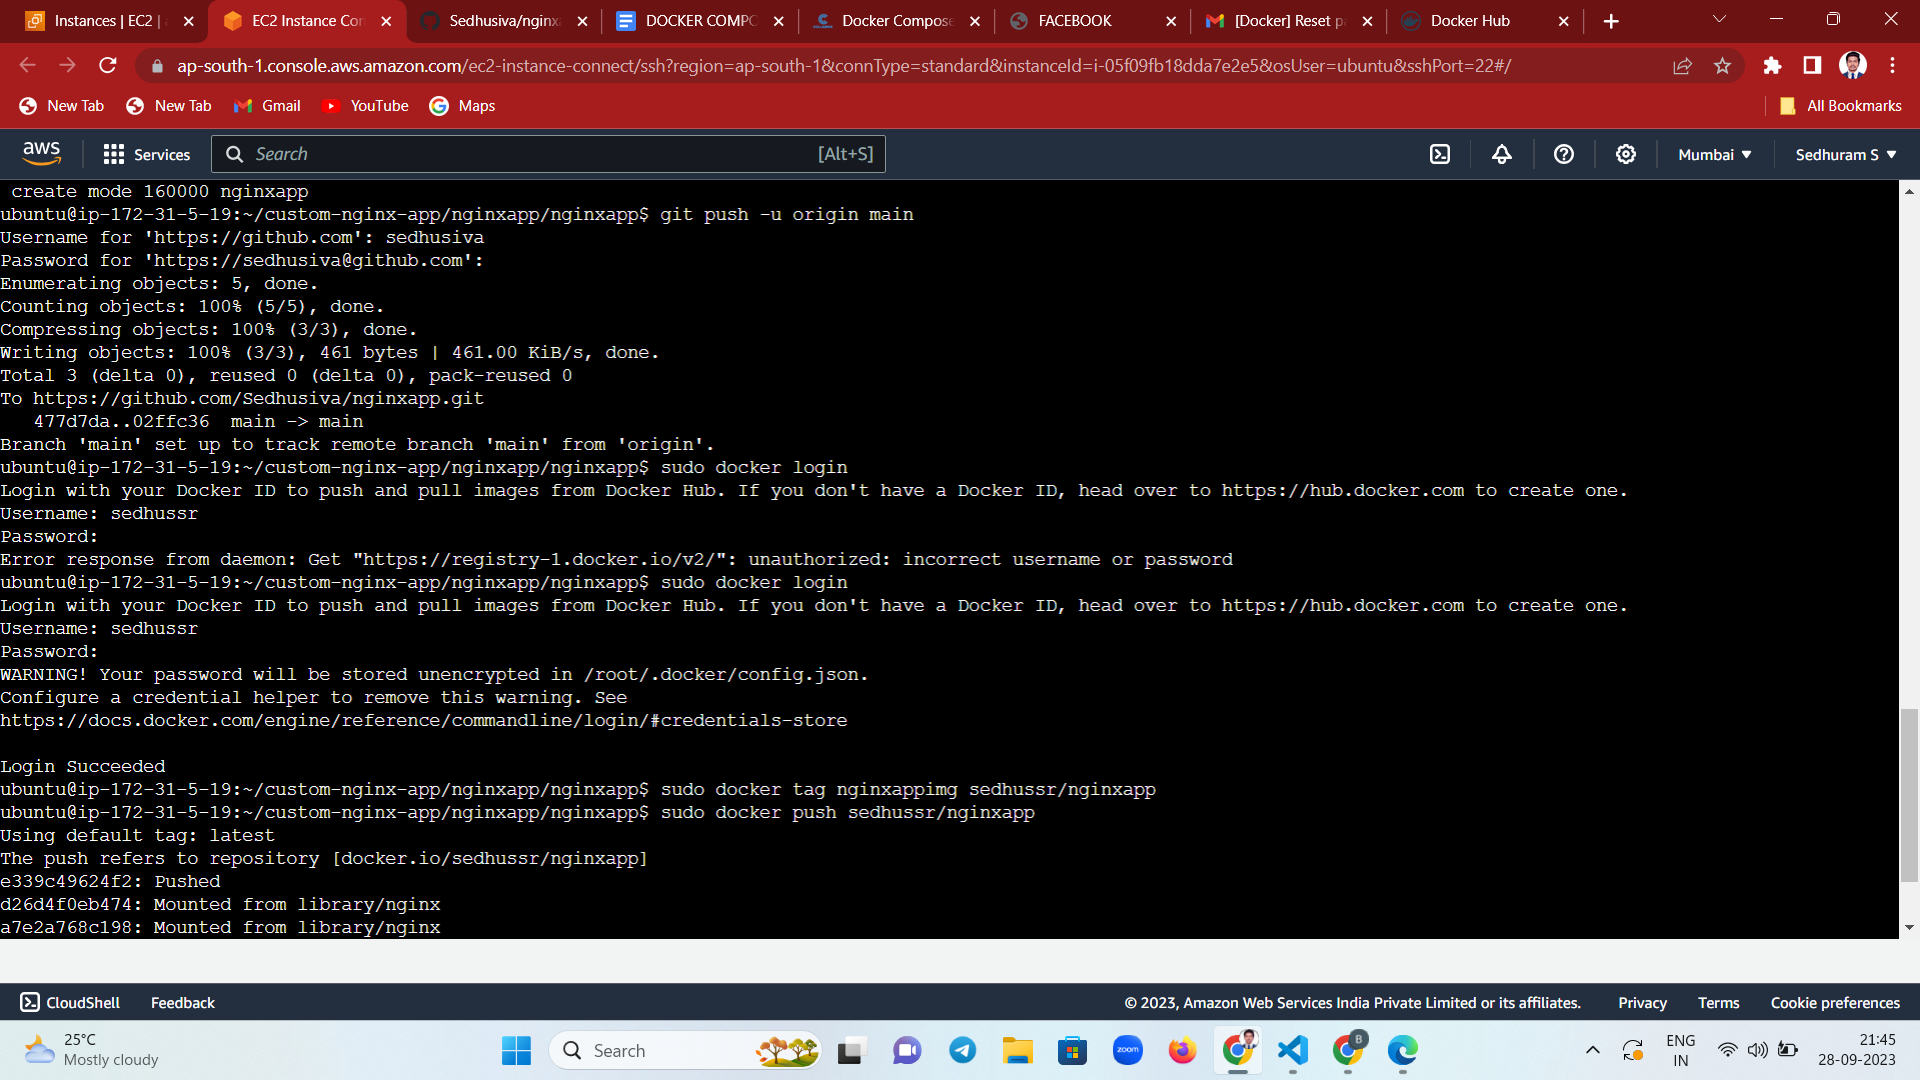 Instances | EC2 |
EC2 Instance Con
Sedhusiva/nginx
DOCKER COMPO
Docker Compose
FACEBOOK
[Docker] Reset p
Docker Hub
ap-south-1.console.aws.amazon.com/ec2-instance-connect/ssh?region=ap-south-1&connType=standard&instanceId=i-05f09fb18dda7e2e5&osUser=ubuntu&sshPort=22#/
New Tab
New Tab
Gmail
YouTube
Maps
All Bookmarks
aws
Services
Search
[Alt+S]
Mumbai
Sedhuram S
create mode 160000 nginxapp
ubuntu@ip-172-31-5-19:~/custom-nginx-app/nginxapp/nginxapp$ git push -u origin main
Username for 'https://github.com': sedhusiva
Password for 'https://sedhusiva@github.com':
Enumerating objects: 5, done.
Counting objects: 100% (5/5), done.
Compressing objects: 100% (3/3), done.
Writing objects: 100% (3/3), 461 bytes | 461.00 KiB/s, done.
Total 3 (delta 0), reused 0 (delta 0), pack-reused 0
To https://github.com/Sedhusiva/nginxapp.git
477d7da..02ffc36  main -> main
Branch 'main' set up to track remote branch 'main' from 'origin'.
ubuntu@ip-172-31-5-19:~/custom-nginx-app/nginxapp/nginxapp$ sudo docker login
Login with your Docker ID to push and pull images from Docker Hub. If you don't have a Docker ID, head over to https://hub.docker.com to create one.
Username: sedhussr
Password:
Error response from daemon: Get "https://registry-1.docker.io/v2/": unauthorized: incorrect username or password
ubuntu@ip-172-31-5-19:~/custom-nginx-app/nginxapp/nginxapp$ sudo docker login
Login with your Docker ID to push and pull images from Docker Hub. If you don't have a Docker ID, head over to https://hub.docker.com to create one.
Username: sedhussr
Password:
WARNING! Your password will be stored unencrypted in /root/.docker/config.json.
Configure a credential helper to remove this warning. See
https://docs.docker.com/engine/reference/commandline/login/#credentials-store
Login Succeeded
ubuntu@ip-172-31-5-19:~/custom-nginx-app/nginxapp/nginxapp$ sudo docker tag nginxappimg sedhussr/nginxapp
ubuntu@ip-172-31-5-19:~/custom-nginx-app/nginxapp/nginxapp$ sudo docker push sedhussr/nginxapp
Using default tag: latest
The push refers to repository [docker.io/sedhussr/nginxapp]
e339c49624f2: Pushed
d26d4f0eb474: Mounted from library/nginx
a7e2a768c198: Mounted from library/nginx
CloudShell
Feedback
© 2023, Amazon Web Services India Private Limited or its affiliates.
Privacy
Terms
Cookie preferences
25°C
Mostly cloudy
Search
zoom
B
ENG
IN
21:45
28-09-2023